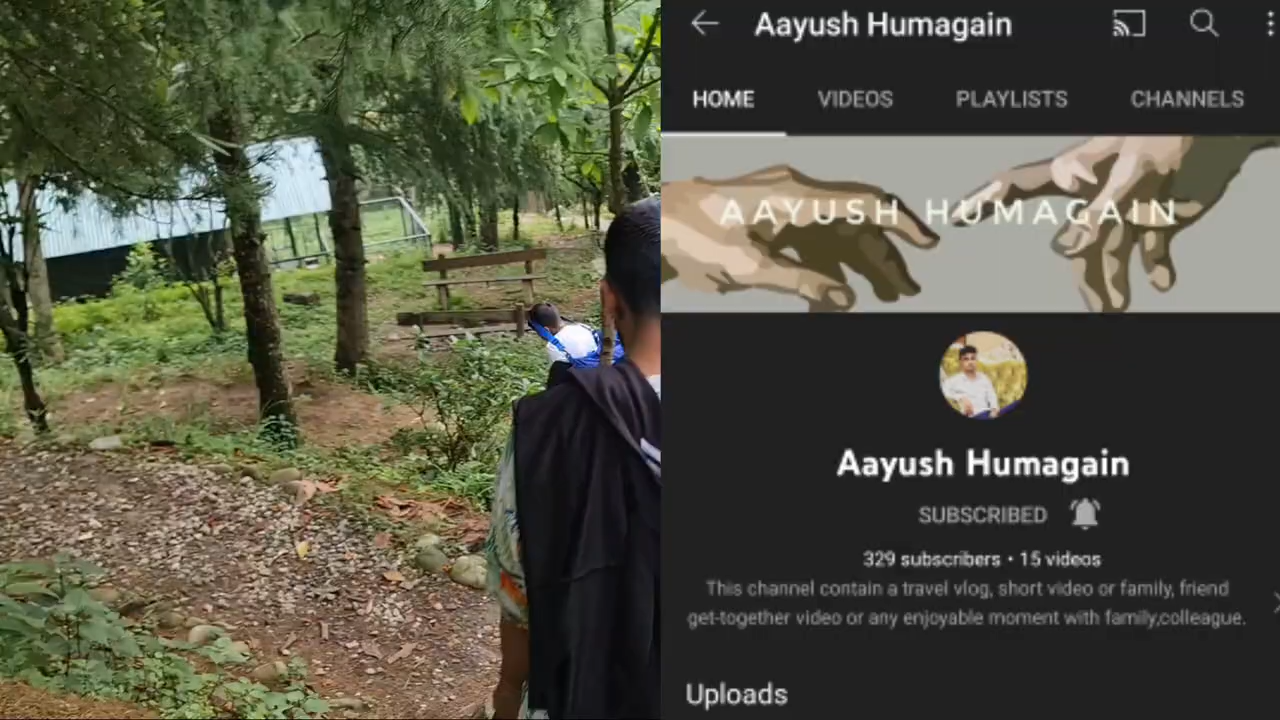 Aayush Humagain
HOME VIDEOS PLAYLISTS CHANNELS
AAYUSH HUMAGAIN
Aayush Humagain
SUBSCRIBED
329 subscribers • 15 videos
This channel contain a travel vlog, short video or family, friend
get-together video or any enjoyable moment with family,colleague.
Uploads